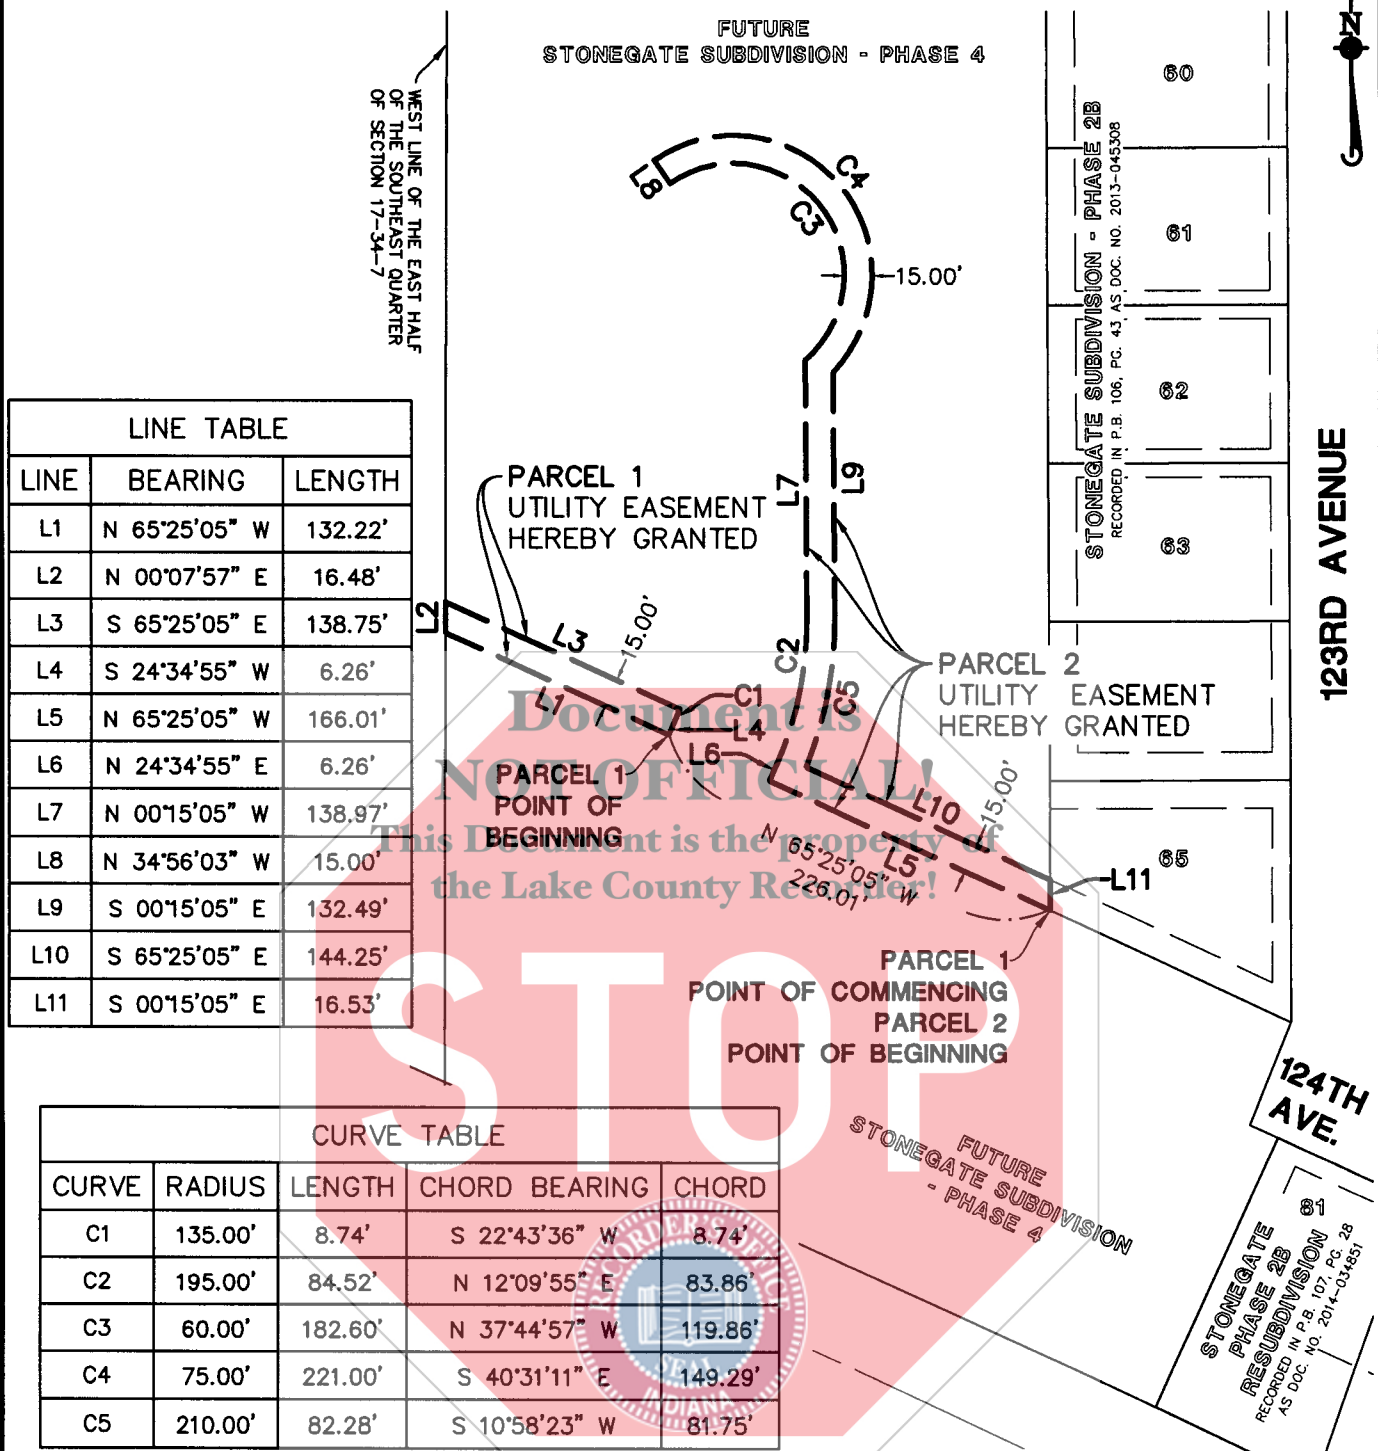 FUTURE
STONEGATE SUBDIVISION - PHASE 4
N
WEST LINE OF THE EAST HALF
OF THE SOUTHEAST QUARTER
OF SECTION 17-34-7
L8
C4
C3
15.00'
STONEGATE SUBDIVISION - PHASE 2B
RECORDED IN P.B. 106, PG. 43 AS DOC. NO. 2013-045308
60
61
62
63
65
123RD AVENUE
LINE TABLE
LINE BEARING LENGTH
L1 N 65°25'05" W 132.22'
L2 N 00°07'57" E 16.48'
L3 S 65°25'05" E 138.75'
L4 S 24°34'55" W 6.26'
L5 N 65°25'05" W 166.01'
L6 N 24°34'55" E 6.26'
L7 N 00°15'05" W 138.97'
L8 N 34°56'03" W 15.00'
L9 S 00°15'05" E 132.49'
L10 S 65°25'05" E 144.25'
L11 S 00°15'05" E 16.53'
PARCEL 1
UTILITY EASEMENT
HEREBY GRANTED
L7
L9
L2
L3
15.00'
L1
C2
C5
C1
L4
L6
PARCEL 2
UTILITY EASEMENT
HEREBY GRANTED
PARCEL 1
POINT OF
BEGINNING
L10
15.00'
N 65°25'05" W
226.01'
L5
L11
Document is
NOT OFFICIAL!
This Document is the property of
the Lake County Recorder!
STOP
PARCEL 1
POINT OF COMMENCING
PARCEL 2
POINT OF BEGINNING
124TH
AVE.
FUTURE
STONEGATE SUBDIVISION
- PHASE 4
81
STONEGATE
PHASE 2B
RESUBDIVISION
RECORDED IN P.B. 107, PG. 28
AS DOC. NO. 2014-034851
CURVE TABLE
CURVE RADIUS LENGTH CHORD BEARING CHORD
C1 135.00' 8.74' S 22°43'36" W 8.74'
C2 195.00' 84.52' N 12°09'55" E 83.86'
C3 60.00' 182.60' N 37°44'57" W 119.86'
C4 75.00' 221.00' S 40°31'11" E 149.29'
C5 210.00' 82.28' S 10°58'23" W 81.75'
RECORDER'S OFFICE
SEAL
INDIANA